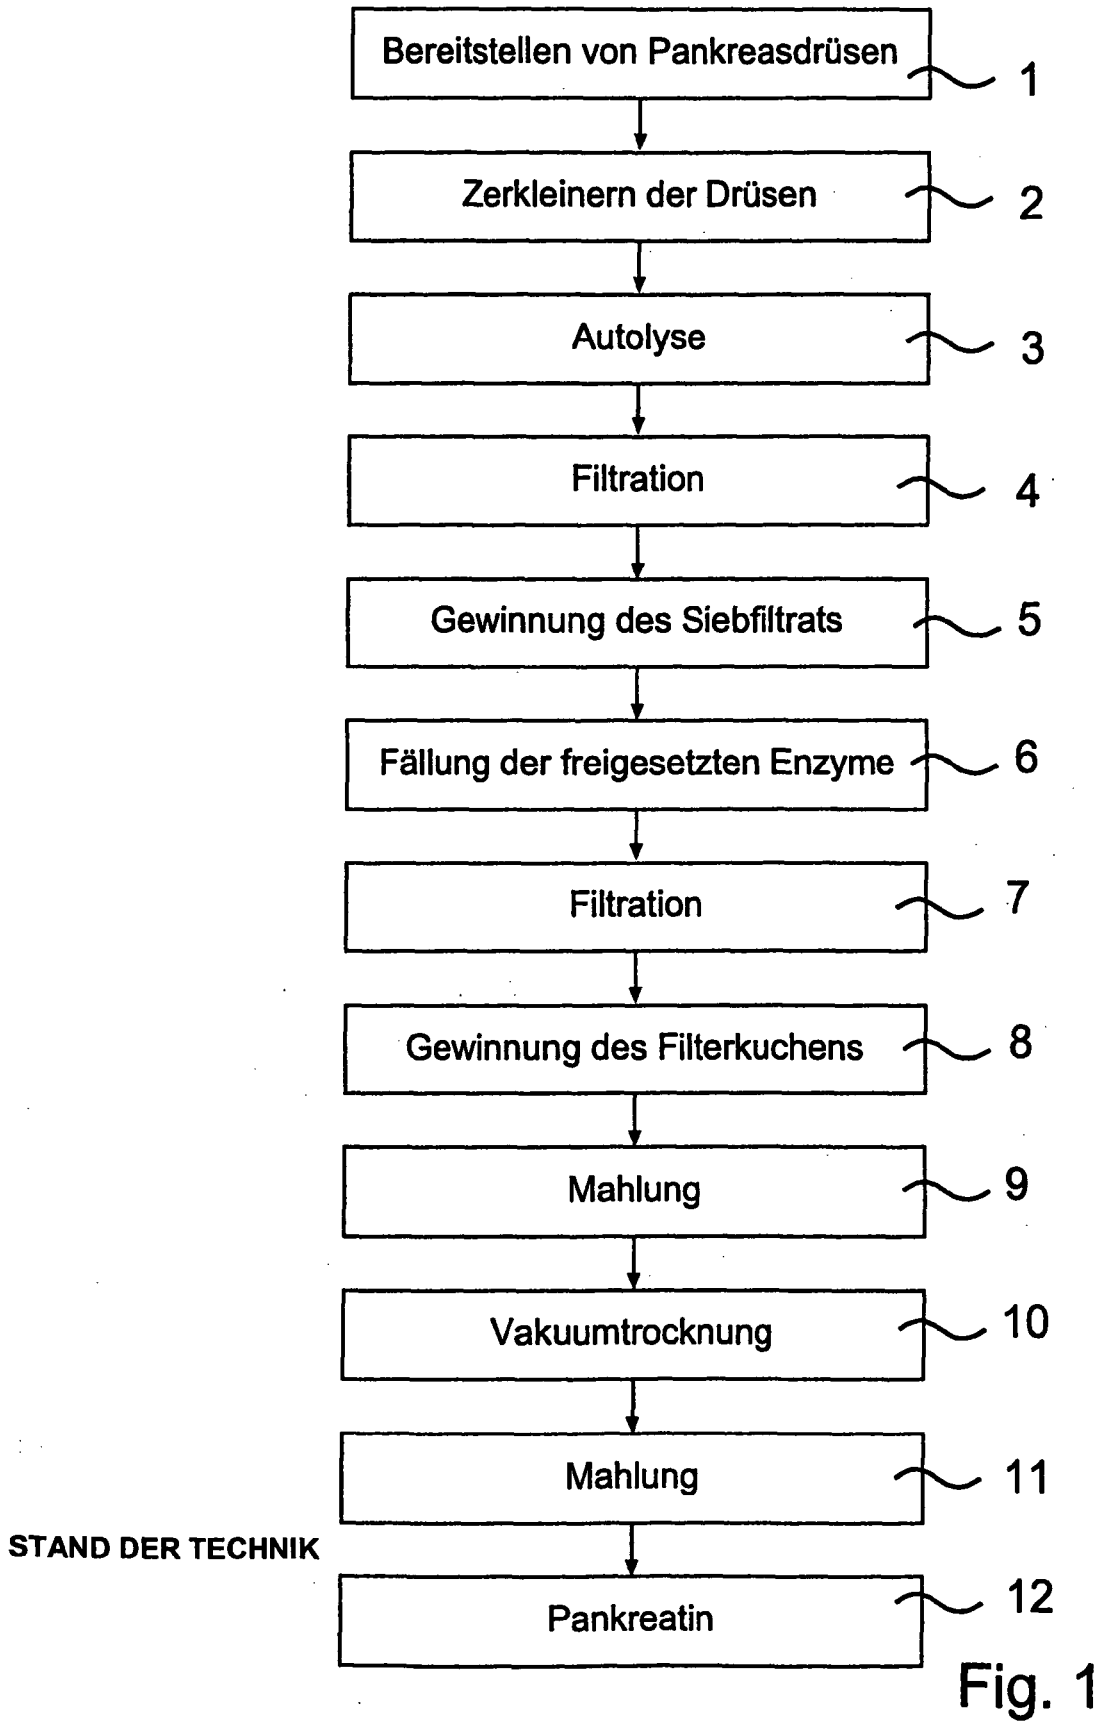 Bereitstellen von Pankreasdrüsen
1
Zerkleinern der Drüsen
2
Autolyse
3
Filtration
4
Gewinnung des Siebfiltrats
5
Fällung der freigesetzten Enzyme
6
Filtration
7
Gewinnung des Filterkuchens
8
Mahlung
9
Vakuumtrocknung
10
Mahlung
11
STAND DER TECHNIK
Pankreatin
12
Fig. 1